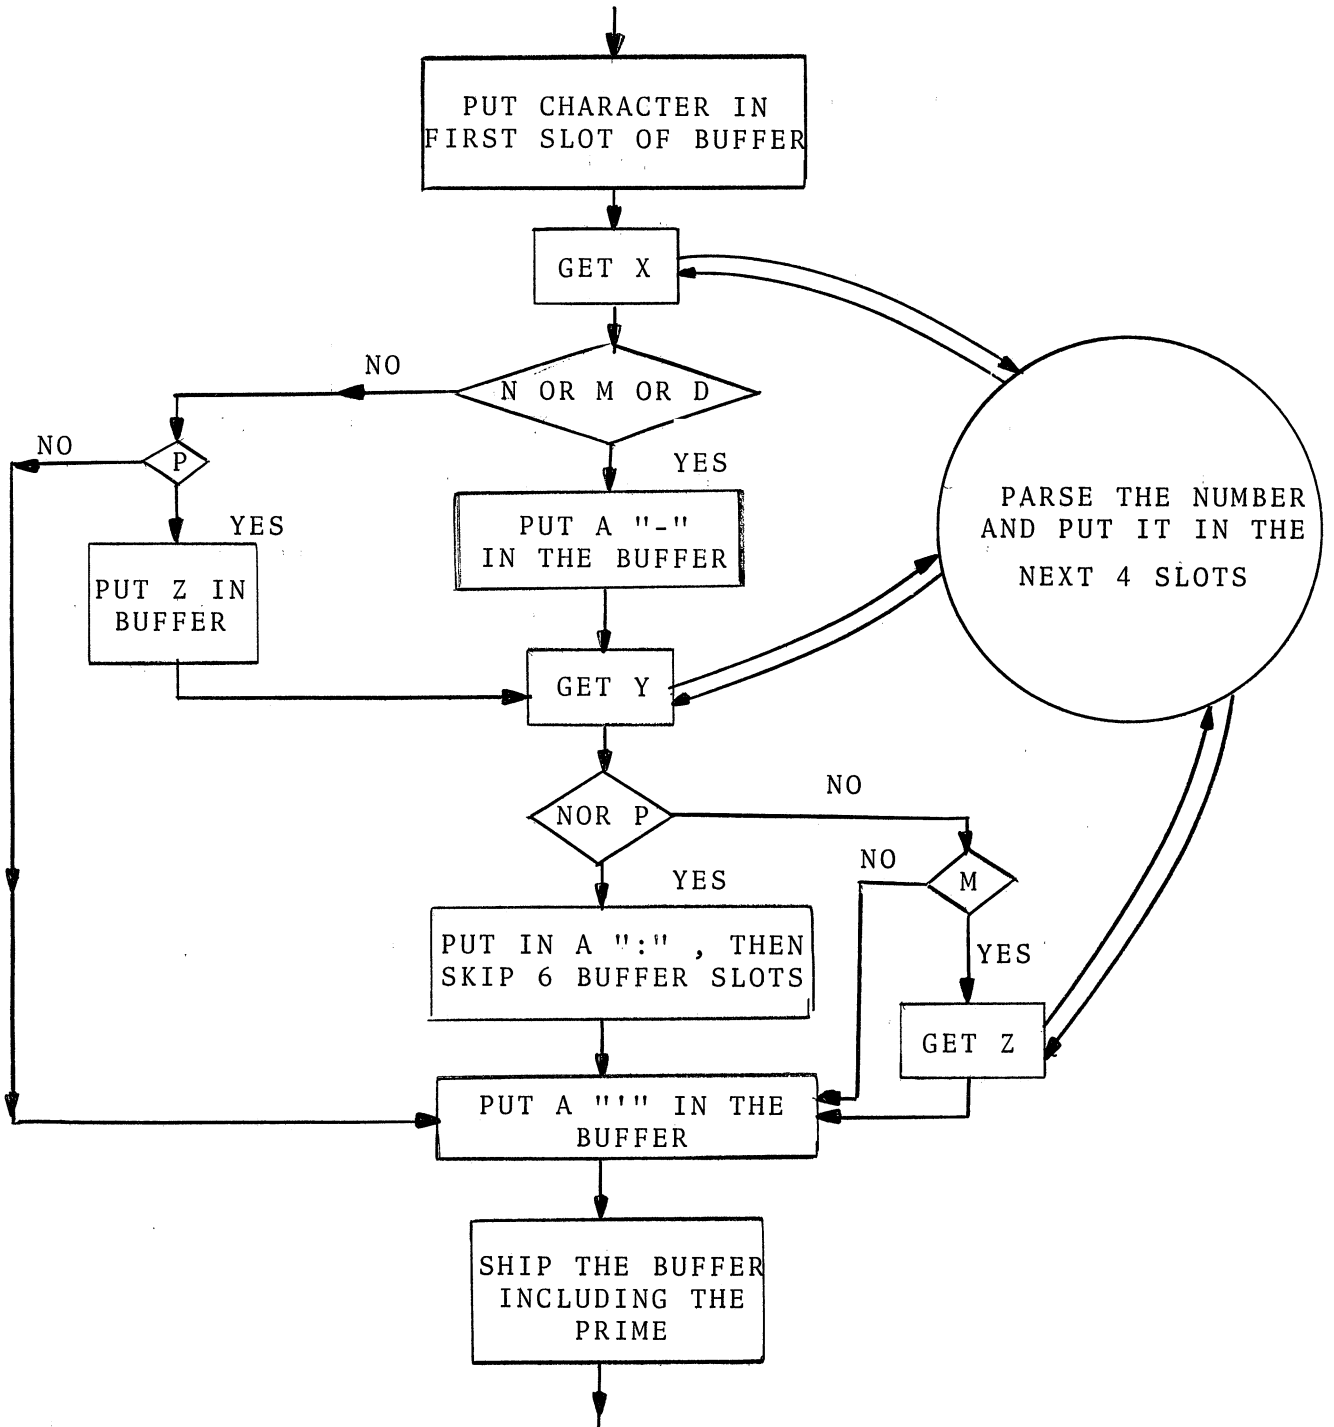 PUT CHARACTER IN
FIRST SLOT OF BUFFER
GET X
NO
N OR M OR D
NO
P
YES
YES
PUT A "-"
IN THE BUFFER
PARSE THE NUMBER
AND PUT IT IN THE
NEXT 4 SLOTS
PUT Z IN
BUFFER
GET Y
NO
NOR P
NO
M
YES
PUT IN A ":" , THEN
SKIP 6 BUFFER SLOTS
YES
GET Z
PUT A "'" IN THE
BUFFER
SHIP THE BUFFER
INCLUDING THE
PRIME